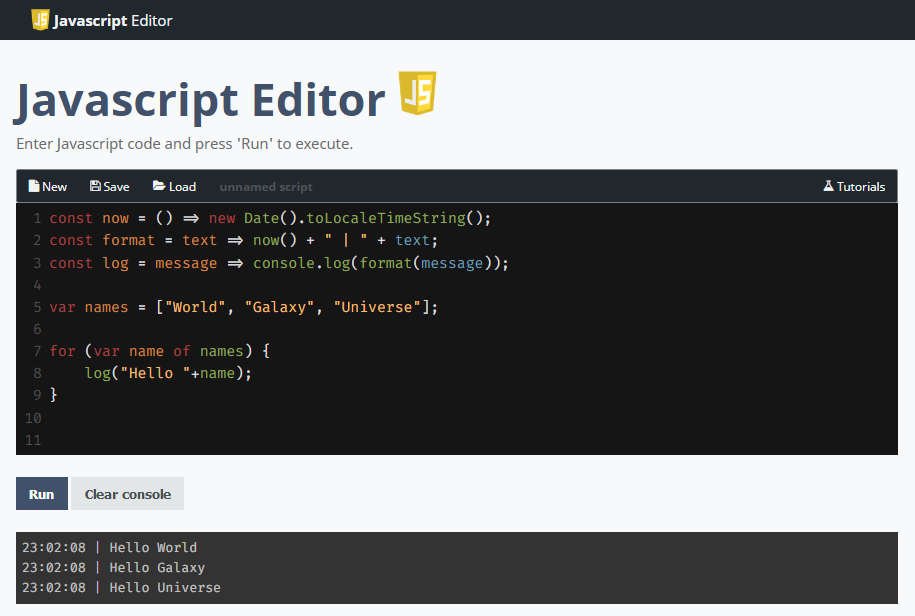 JS Javascript Editor
Javascript Editor JS
Enter Javascript code and press 'Run' to execute.
New Save Load unnamed script Tutorials
1 const now = () => new Date().toLocaleTimeString();
2 const format = text => now() + " | " + text;
3 const log = message => console.log(format(message));
4
5 var names = ["World", "Galaxy", "Universe"];
6
7 for (var name of names) {
8     log("Hello "+name);
9 }
10
11
Run Clear console
23:02:08 | Hello World
23:02:08 | Hello Galaxy
23:02:08 | Hello Universe